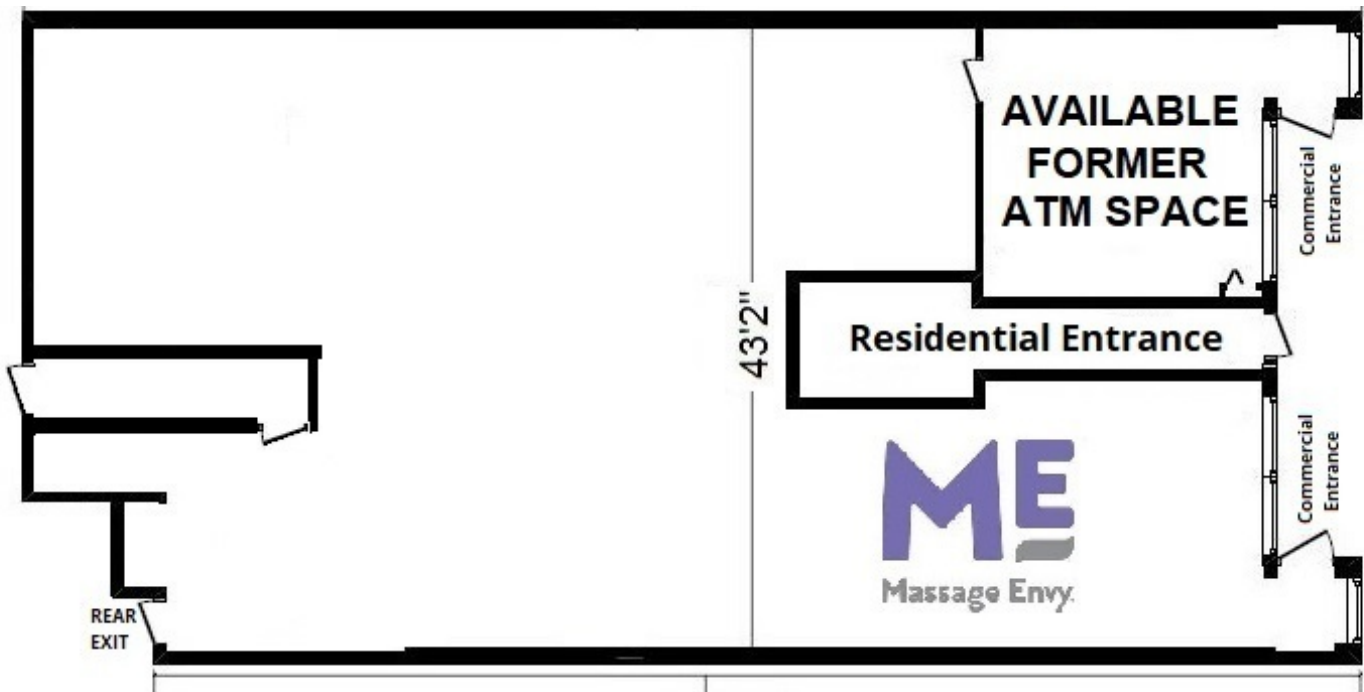 AVAILABLE
FORMER
ATM SPACE
Commercial
Entrance
43'2"
Residential Entrance
Commercial
Entrance
ME
Massage Envy.
REAR
EXIT